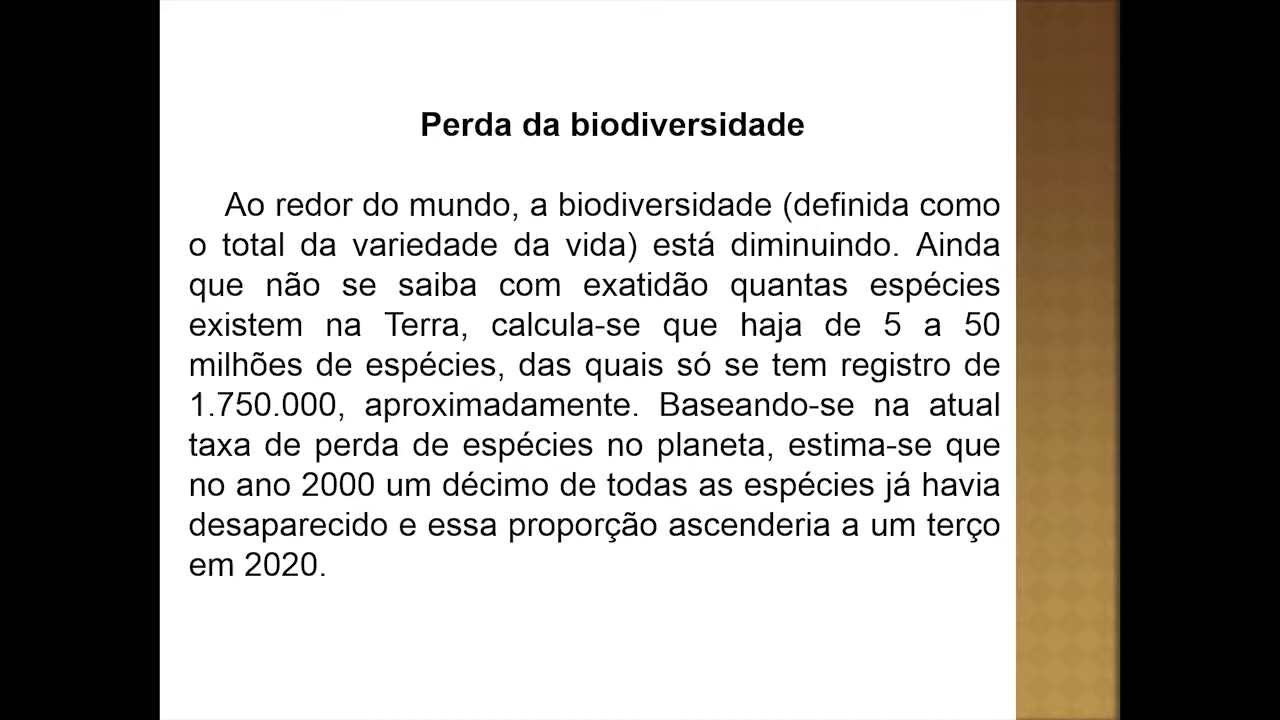 Perda da biodiversidade
Ao redor do mundo, a biodiversidade (definida como
o total da variedade da vida) está diminuindo. Ainda
que não se saiba com exatidão quantas espécies
existem na Terra, calcula-se que haja de 5 a 50
milhões de espécies, das quais só se tem registro de
1.750.000, aproximadamente. Baseando-se na atual
taxa de perda de espécies no planeta, estima-se que
no ano 2000 um décimo de todas as espécies já havia
desaparecido e essa proporção ascenderia a um terço
em 2020.